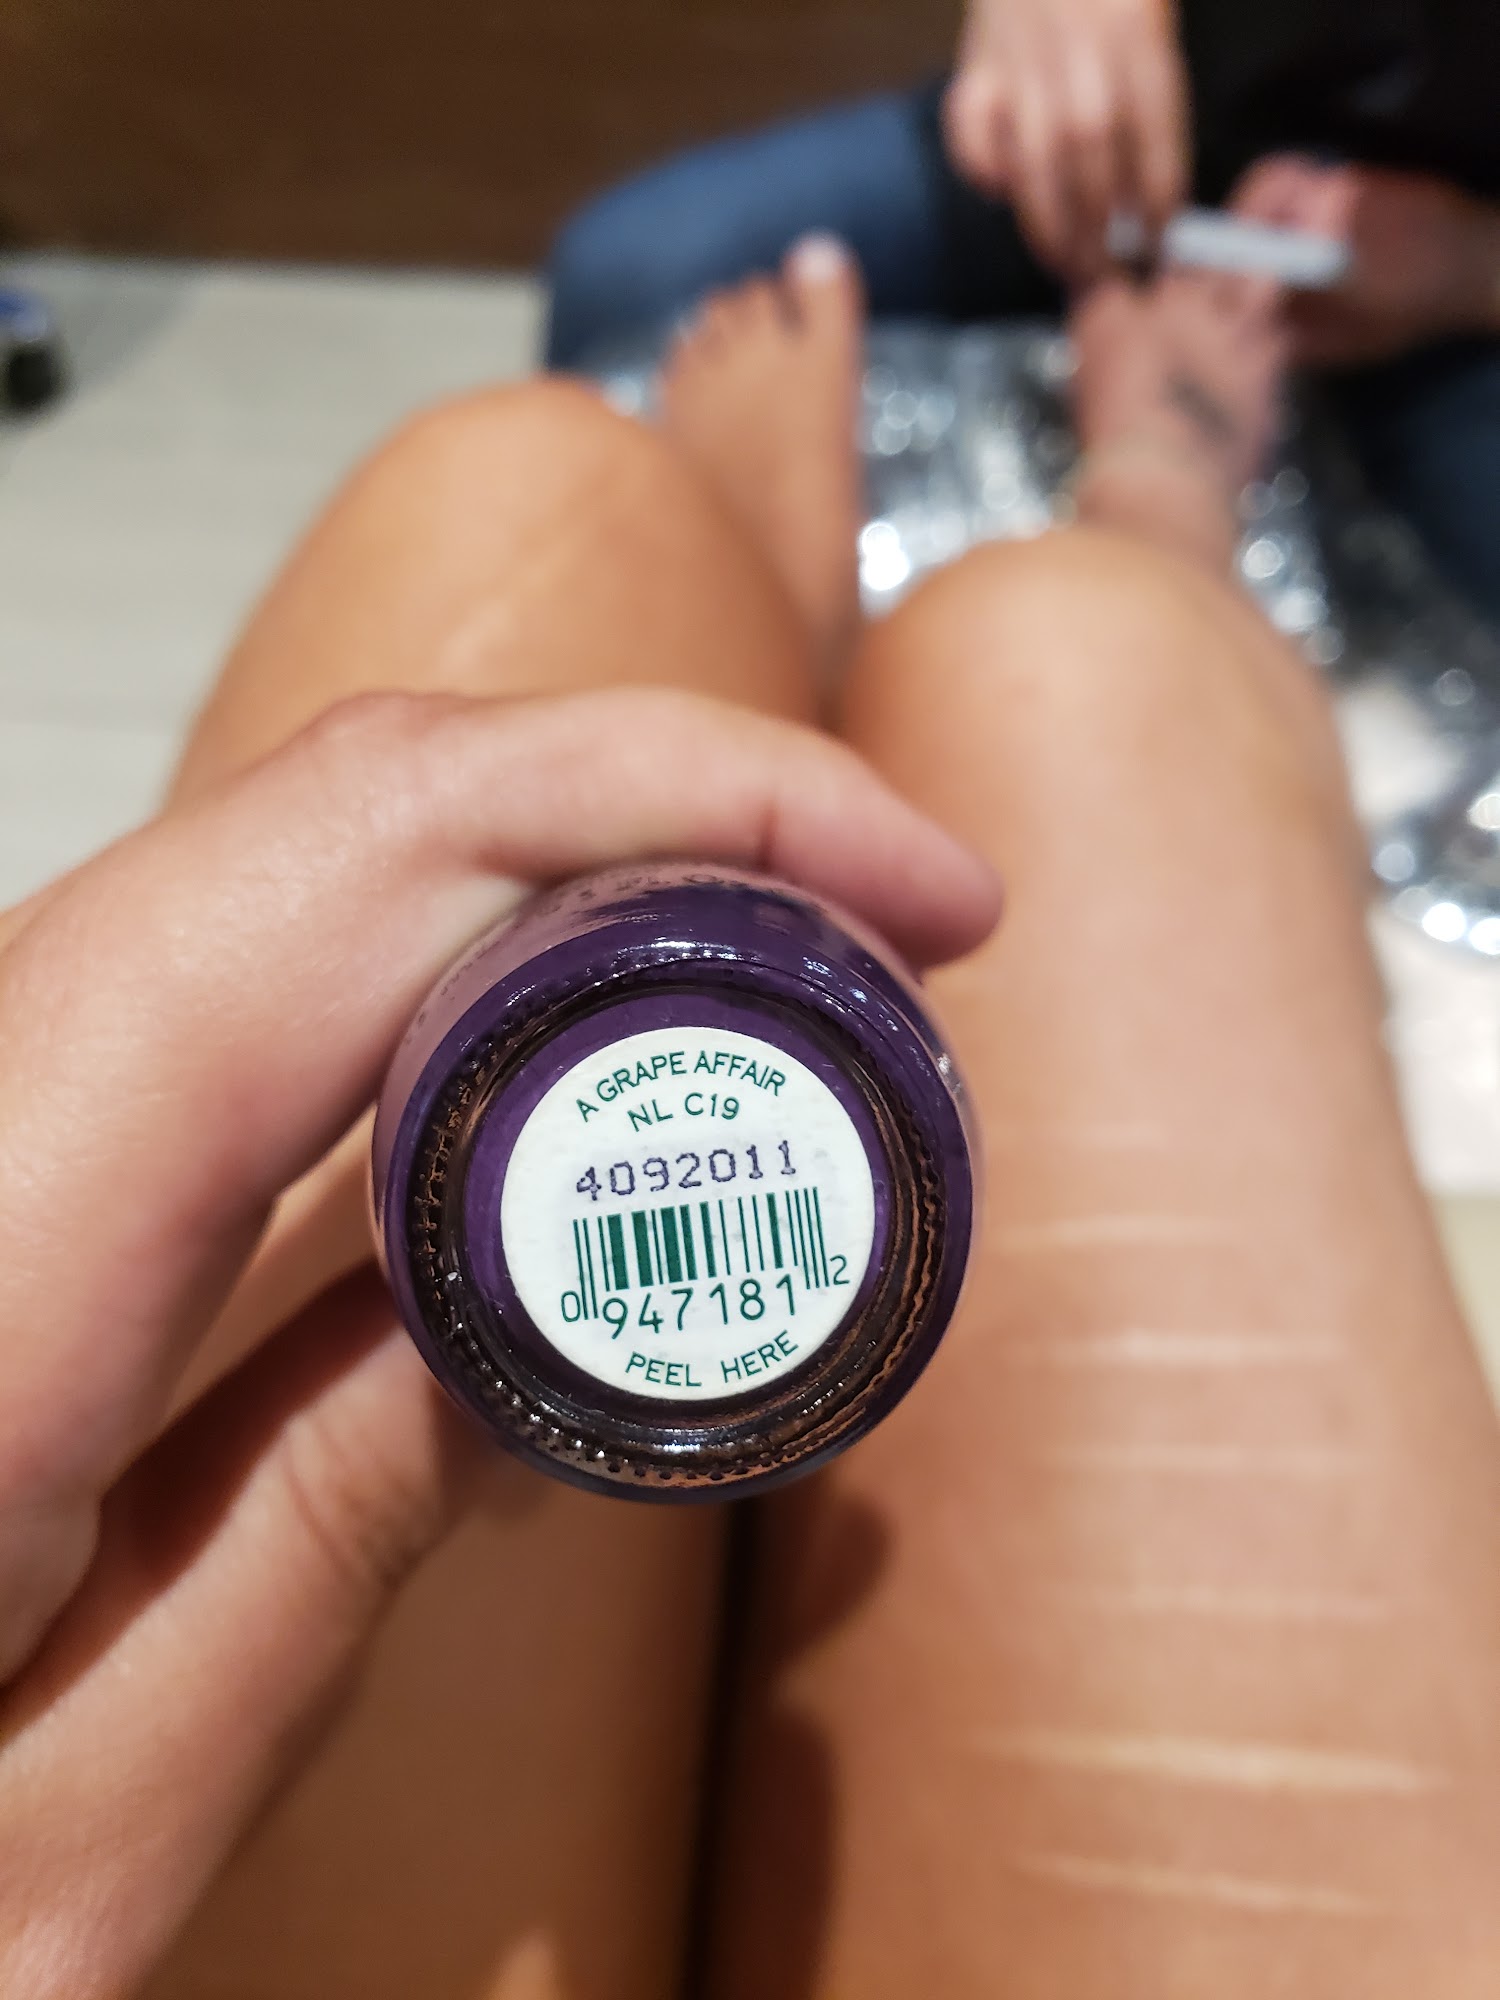 A GRAPE AFFAIR
NL C19
4092011
0 947181 2
PEEL HERE